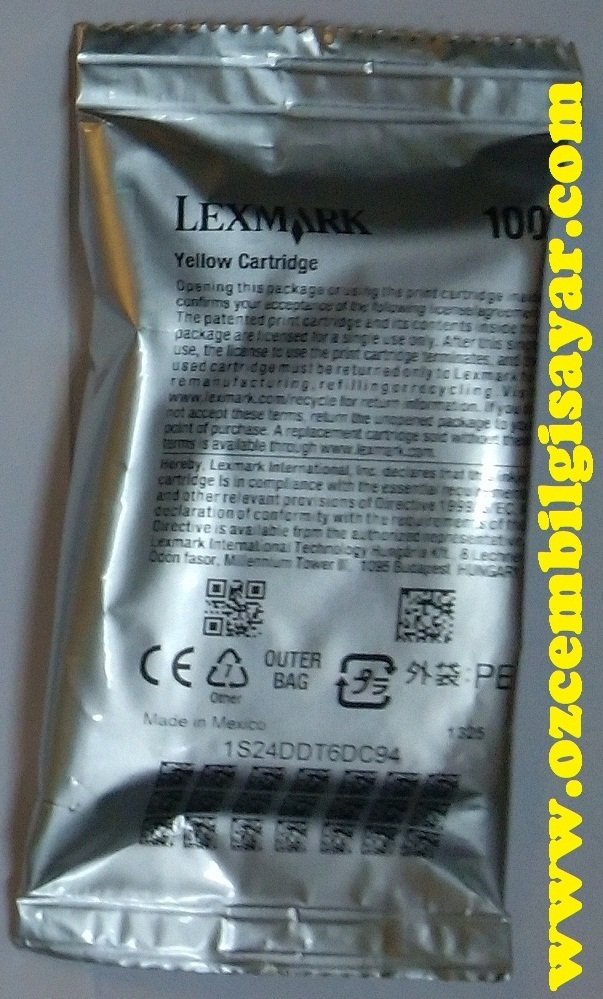 LEXMARK 100
Yellow Cartridge
Opening this package or using the print cartridge inside
confirms your acceptance of the following license/agreement
The patented print cartridge and its contents inside
package are licensed for a single use only. After this
use, the license to use the print cartridge terminates, and
used cartridge must be returned only to Lexmark
remanufacturing, refilling or recycling.
www.lexmark.com/recycle for return information. If you
not accept these terms, return the unopened package to
point of purchase. A replacement cartridge sold without these
terms is available through www.lexmark.com.
Hereby, Lexmark International, Inc. declares that this
cartridge is in compliance with the essential requirements
and other relevant provisions of Directive 1999
declaration of conformity with the requirements of the
Directive is available from the authorized representative
Lexmark International Technology Hungária Kft., 8 Lechner
Ödön fasor, Millennium Tower III, 1095 Budapest HUNGARY
CE 7 OUTER プラ 外袋:PE
BAG
Other
Made in Mexico 1325
1S24DDT6DC94
www.ozcembilgisayar.com